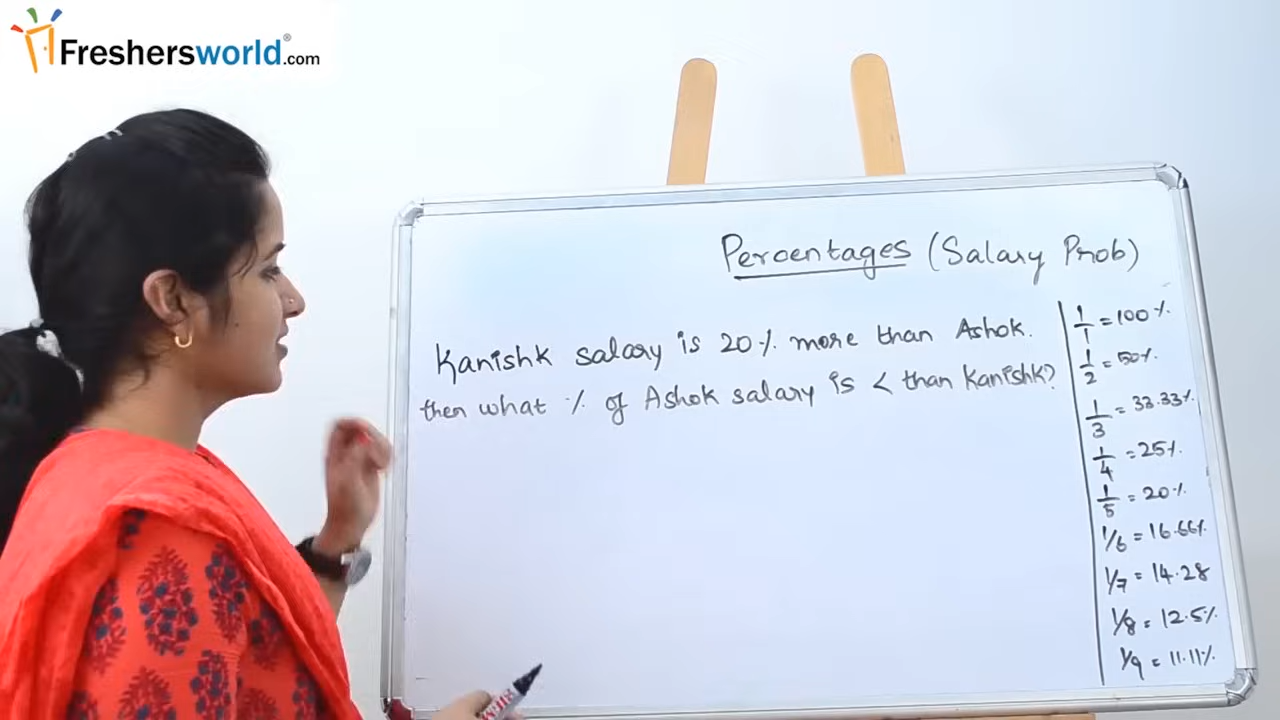 Freshersworld.com
Percentages (Salary Prob)
Kanishk salary is 20% more than Ashok.
then what % of Ashok salary is < than Kanishk?
1/1 = 100%
1/2 = 50%
1/3 = 33.33%
1/4 = 25%
1/5 = 20%
1/6 = 16.66%
1/7 = 14.28
1/8 = 12.5%
1/9 = 11.11%